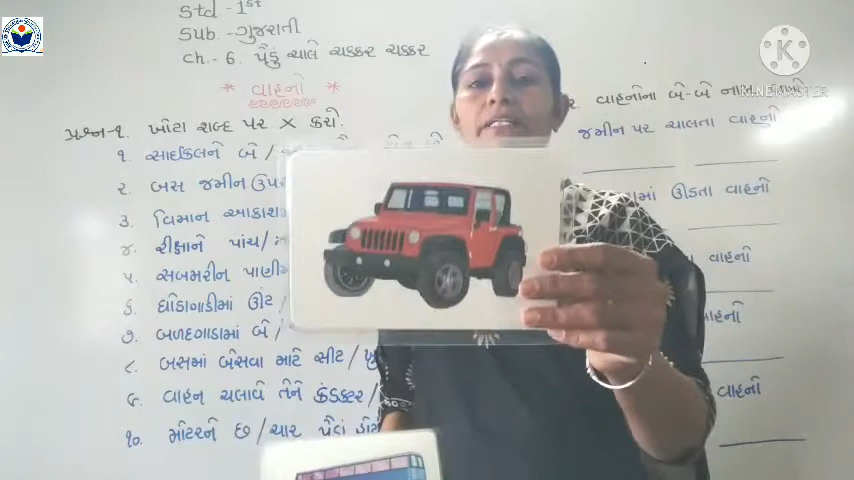 Std - 1st
Sub. - ગુજરાતી
Ch. - 6. પૈડું ચાલે ચક્કર ચક્કર
* વાહનો *
પ્રશ્ન-૧. ખોટા શબ્દ પર × કરો.
૧. સાઈકલને બે /
૨. બસ જમીન ઉપર
૩. વિમાન આકાશમાં
૪. રીક્ષાને પાંચ /
૫. સબમરીન પાણીમાં
૬. ઘોડાગાડીમાં ઊંટ /
૭. બળદગાડામાં બે /
૮. બસમાં બેસવા માટે સીટ /
૯. વાહન ચલાવે તેને કંડક્ટર /
૧૦. મોટરને છ / ચાર પૈડાં હોય
વાહનોના બે-બે નામ
જમીન પર ચાલતા વાહનો
ઊડતા વાહનો
વાહનો
વાહનો
વાહનો
KINEMASTER